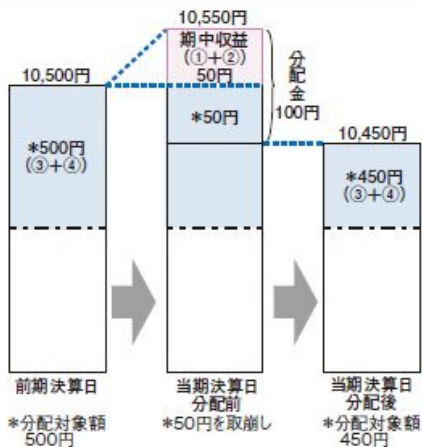 10,550円
期中収益
(①+②)
50円
分配金
100円
10,500円
*500円
(③+④)
*50円
10,450円
*450円
(③+④)
前期決算日
*分配対象額
500円
当期決算日
分配前
*50円を取崩し
当期決算日
分配後
*分配対象額
450円